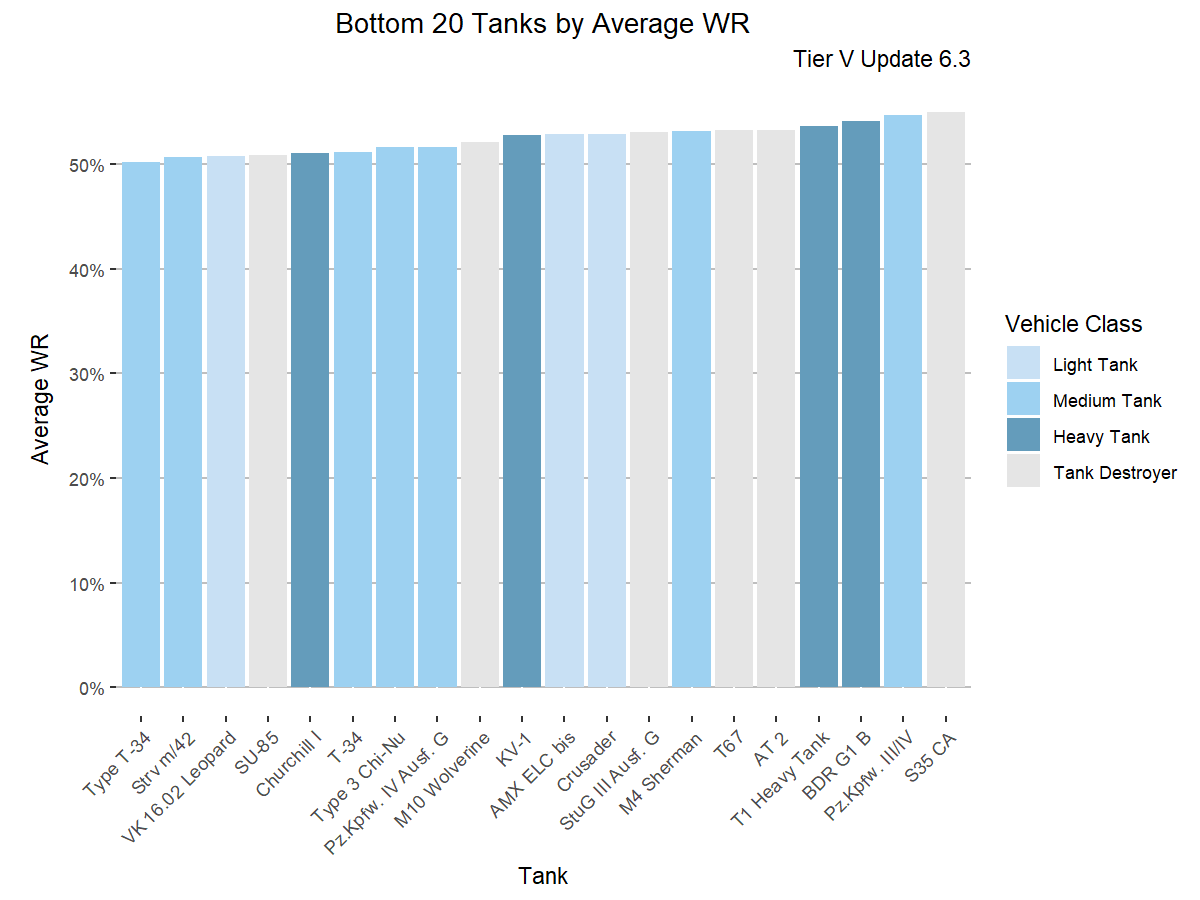 Bottom 20 Tanks by Average WR
Tier V Update 6.3
50%
40%
30%
20%
10%
0%
Average WR
Type T-34
Strv m/42
VK 16.02 Leopard
SU-85
Churchill I
T-34
Type 3 Chi-Nu
Pz.Kpfw. IV Ausf. G
M10 Wolverine
KV-1
AMX ELC bis
Crusader
StuG III Ausf. G
M4 Sherman
T67
AT 2
T1 Heavy Tank
BDR G1 B
Pz.Kpfw. III/IV
S35 CA
Tank
Vehicle Class
Light Tank
Medium Tank
Heavy Tank
Tank Destroyer